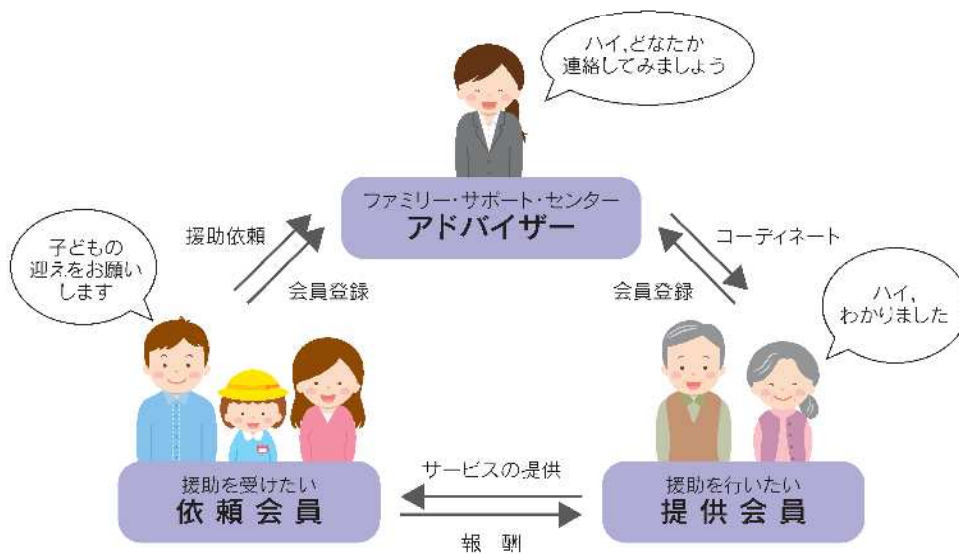 ハイ,どなたか
連絡してみましょう
ファミリー・サポート・センター
アドバイザー
子どもの
迎えをお願い
します
援助依頼
会員登録
コーディネート
会員登録
ハイ,
わかりました
援助を受けたい
依頼会員
サービスの提供
報酬
援助を行いたい
提供会員